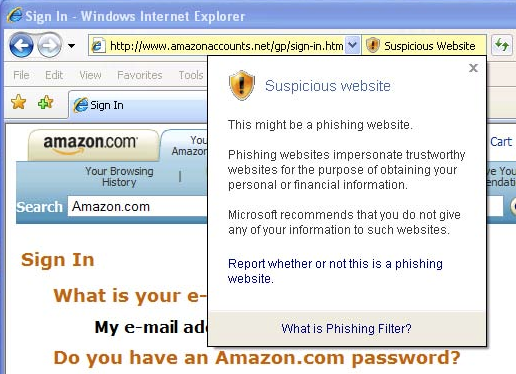 Sign In - Windows Internet Explorer
http://www.amazonaccounts.net/gp/sign-in.htm
Suspicious Website
File Edit View Favorites Tools
Sign In
Suspicious website
This might be a phishing website.
Phishing websites impersonate trustworthy
websites for the purpose of obtaining your
personal or financial information.
Microsoft recommends that you do not give
any of your information to such websites.
Report whether or not this is a phishing
website.
What is Phishing Filter?
amazon.com
You
Amazon
Cart
Your Browsing
History
|
Search Amazon.com
Sign In
What is your e-
My e-mail add
Do you have an Amazon.com password?